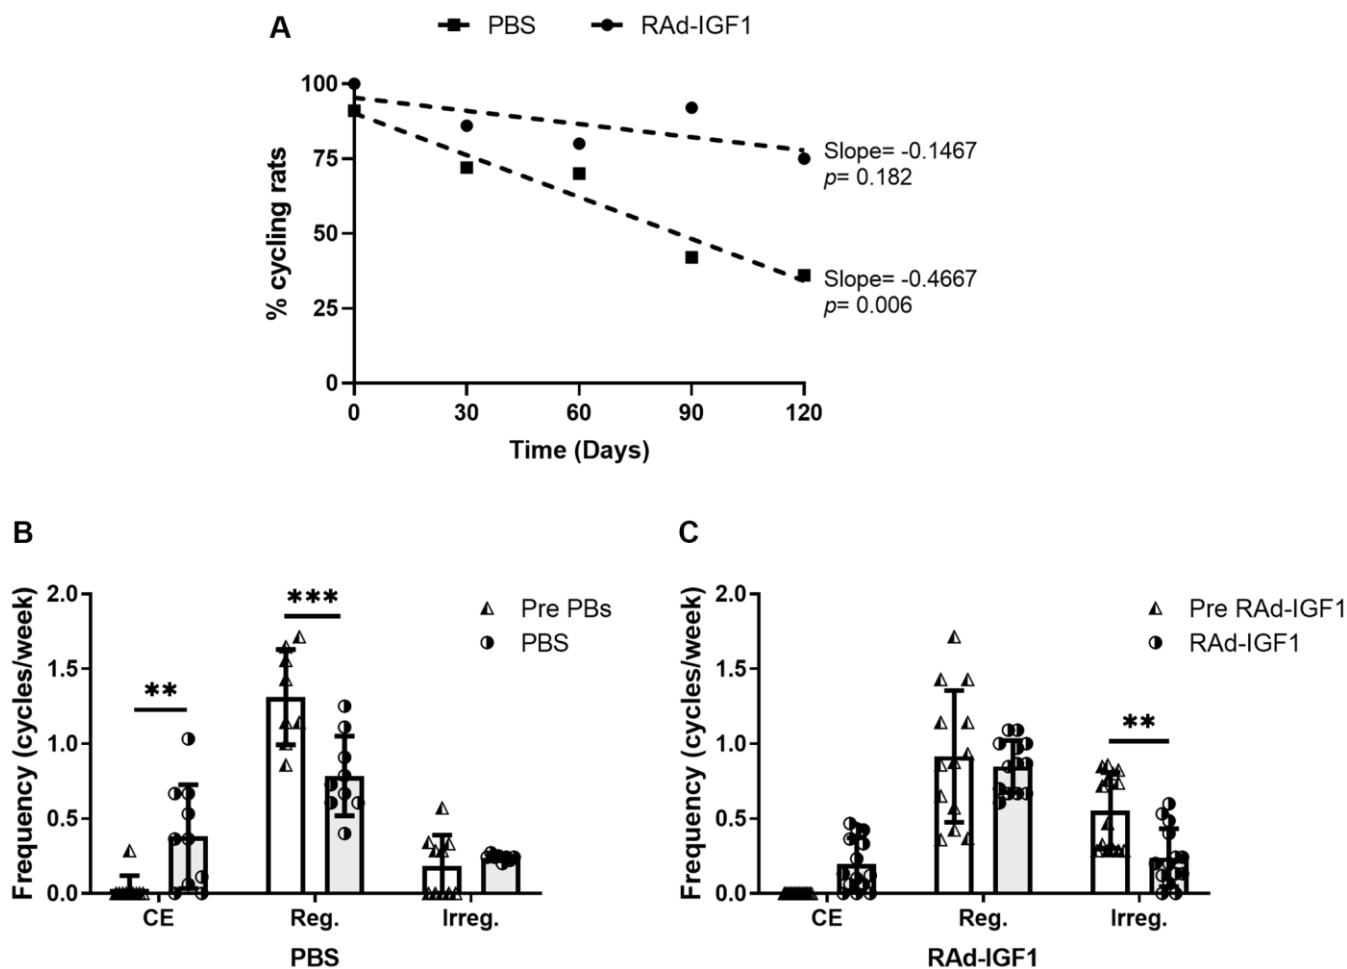 A
PBS
RAd-IGF1
100
75
50
25
0
% cycling rats
0 30 60 90 120
Time (Days)
Slope= -0.1467
p= 0.182
Slope= -0.4667
p= 0.006
B
2.0
1.5
1.0
0.5
0.0
Frequency (cycles/week)
Pre PBs
PBS
**
***
CE Reg. Irreg.
PBS
C
2.0
1.5
1.0
0.5
0.0
Frequency (cycles/week)
Pre RAd-IGF1
RAd-IGF1
**
CE Reg. Irreg.
RAd-IGF1